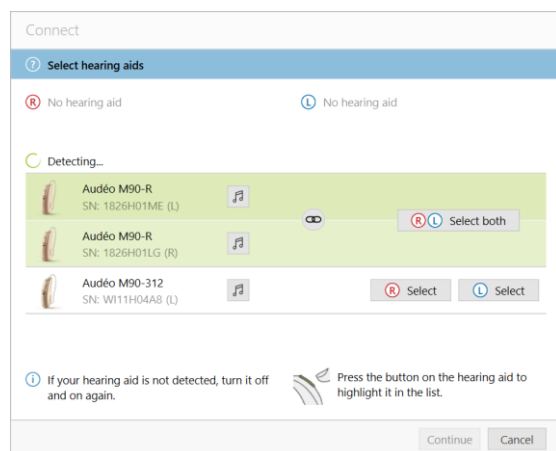 Connect
? Select hearing aids
R No hearing aid
L No hearing aid
Detecting...
Audéo M90-R
SN: 1826H01ME (L)
R L Select both
Audéo M90-R
SN: 1826H01LG (R)
Audéo M90-312
SN: WI11H04A8 (L)
R Select
L Select
i If your hearing aid is not detected, turn it off
and on again.
Press the button on the hearing aid to
highlight it in the list.
Continue
Cancel